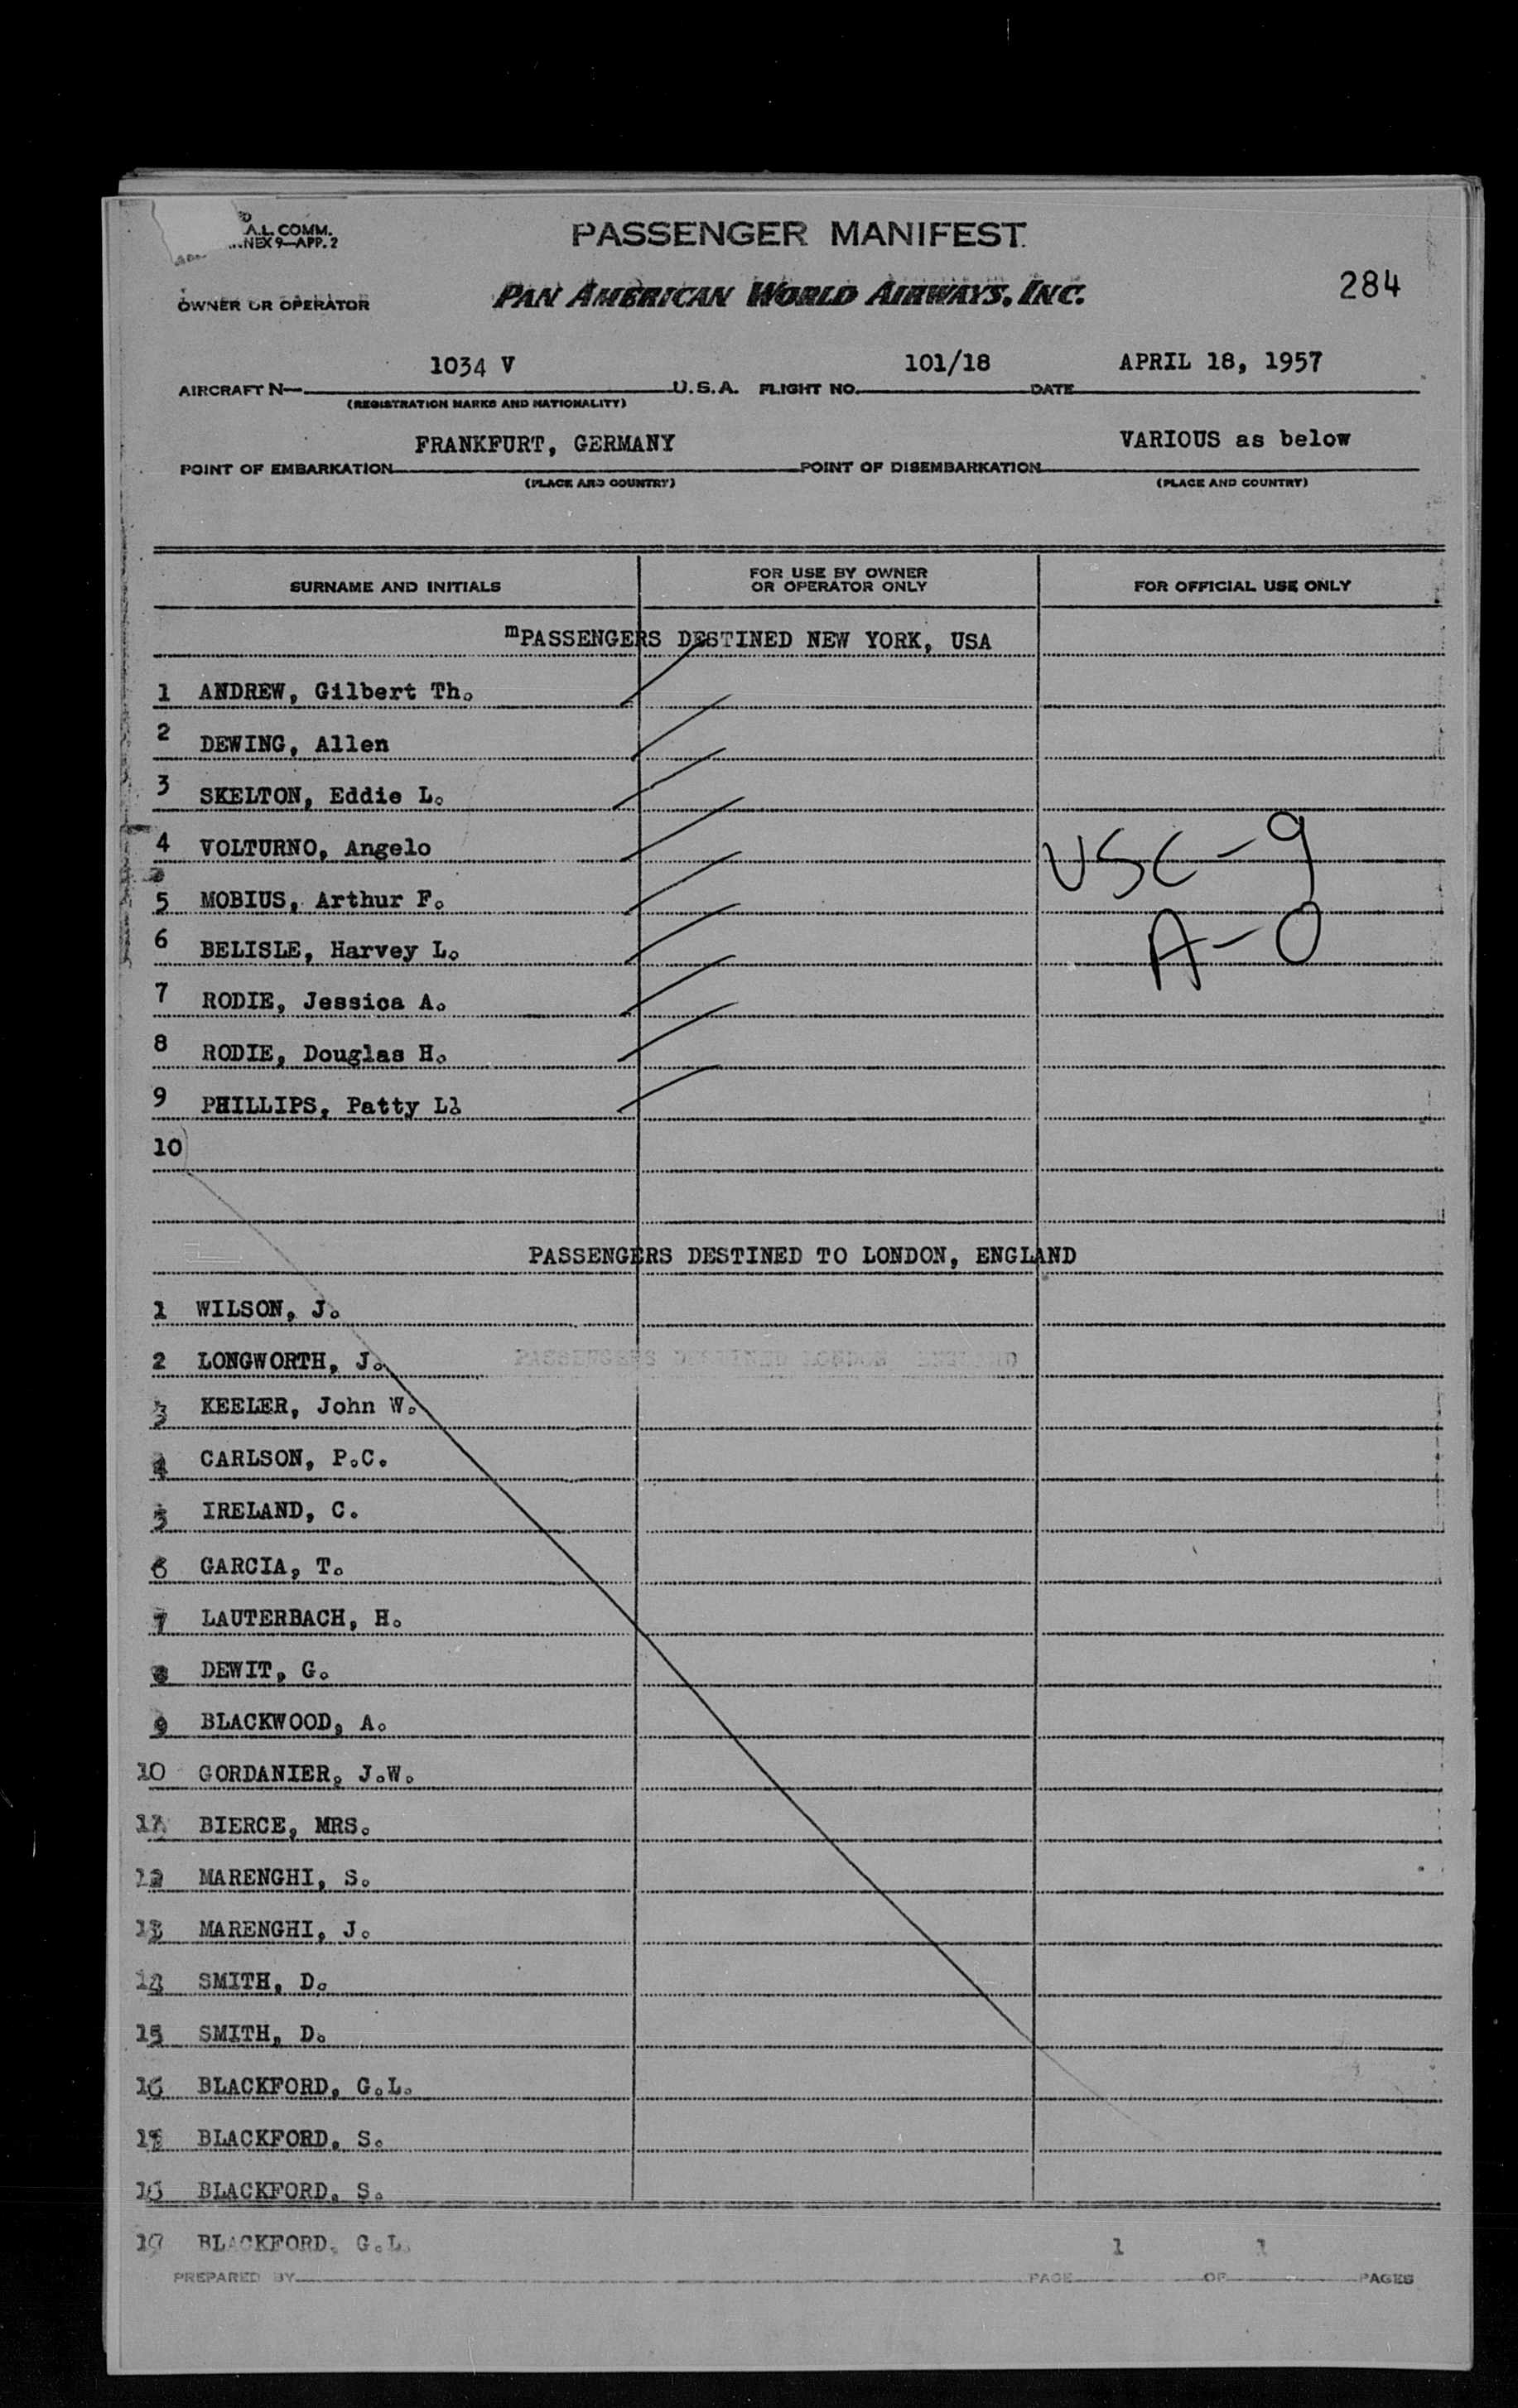 A.L. COMM.
NEX 9—APP. 2
PASSENGER MANIFEST
OWNER OR OPERATOR PAN AMERICAN WORLD AIRWAYS, INC. 284
AIRCRAFT N— 1034 V U.S.A. FLIGHT NO. 101/18 DATE APRIL 18, 1957
(REGISTRATION MARKS AND NATIONALITY)
POINT OF EMBARKATION FRANKFURT, GERMANY POINT OF DISEMBARKATION VARIOUS as below
(PLACE AND COUNTRY) (PLACE AND COUNTRY)
SURNAME AND INITIALS FOR USE BY OWNER OR OPERATOR ONLY FOR OFFICIAL USE ONLY
mPASSENGERS DESTINED NEW YORK, USA
1 ANDREW, Gilbert Th.
2 DEWING, Allen
3 SKELTON, Eddie L.
4 VOLTURNO, Angelo USC-9
5 MOBIUS, Arthur F.
6 BELISLE, Harvey L. A-0
7 RODIE, Jessica A.
8 RODIE, Douglas H.
9 PHILLIPS, Patty Ll
10
PASSENGERS DESTINED TO LONDON, ENGLAND
1 WILSON, J.
2 LONGWORTH, J. PASSENGERS DESTINED LONDON ENGLAND
3 KEELER, John W.
4 CARLSON, P.C.
5 IRELAND, C.
6 GARCIA, T.
7 LAUTERBACH, H.
8 DEWIT, G.
9 BLACKWOOD, A.
10 GORDANIER, J.W.
11 BIERCE, MRS.
12 MARENGHI, S.
13 MARENGHI, J.
14 SMITH, D.
15 SMITH, D.
16 BLACKFORD, G.L.
17 BLACKFORD, S.
BLACKFORD, S.
19 BLACKFORD, G.L.
PREPARED BY PAGE 1 OF 1 PAGES